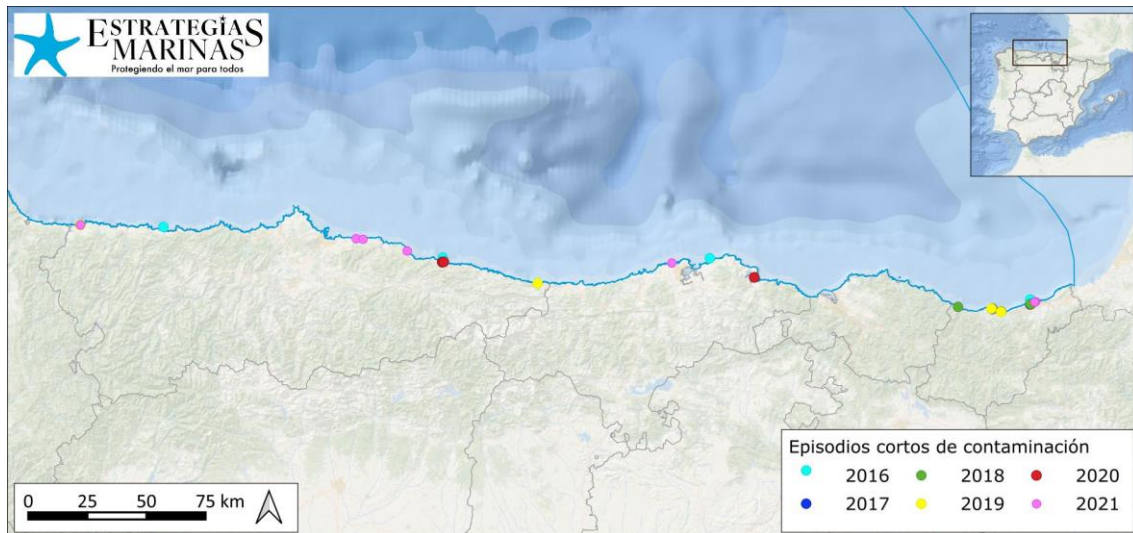 ESTRATEGÍAS
MARINAS
Protegiendo el mar para todos
Episodios cortos de contaminación
2016 2018 2020
2017 2019 2021
0 25 50 75 km